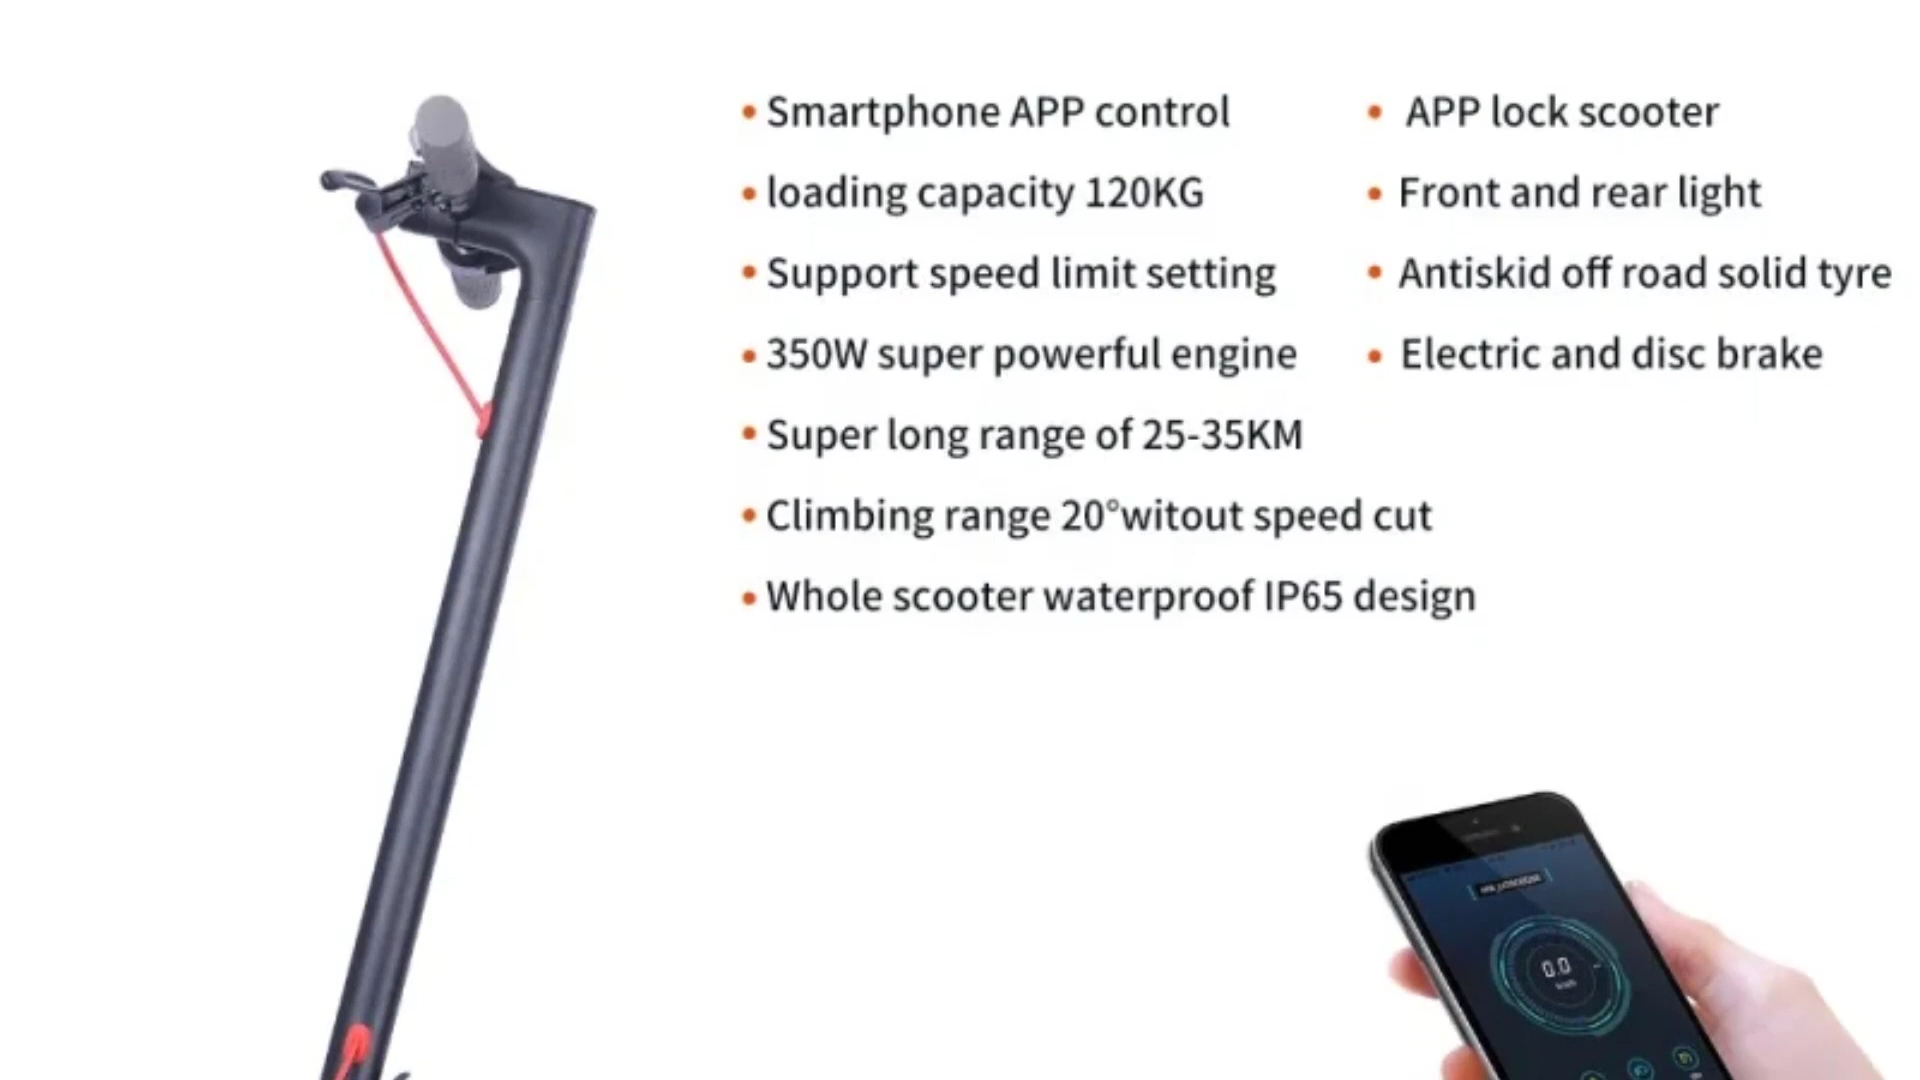 Smartphone APP control
loading capacity 120KG
Support speed limit setting
350W super powerful engine
Super long range of 25-35KM
Climbing range 20°witout speed cut
Whole scooter waterproof IP65 design
APP lock scooter
Front and rear light
Antiskid off road solid tyre
Electric and disc brake
0.0